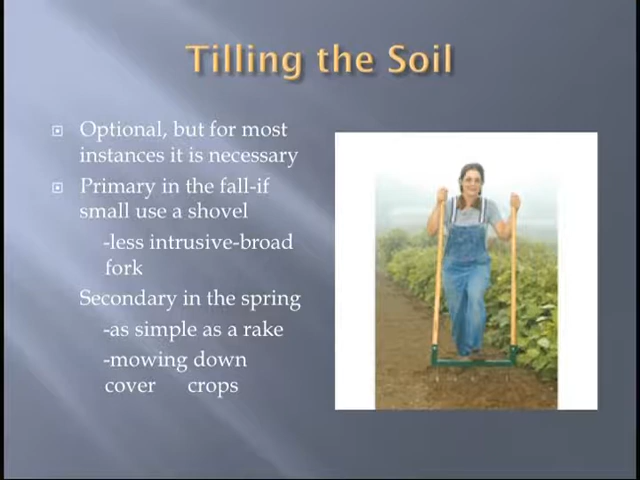 Tilling the Soil
Optional, but for most
instances it is necessary
Primary in the fall-if
small use a shovel
-less intrusive-broad
fork
Secondary in the spring
-as simple as a rake
-mowing down
cover crops